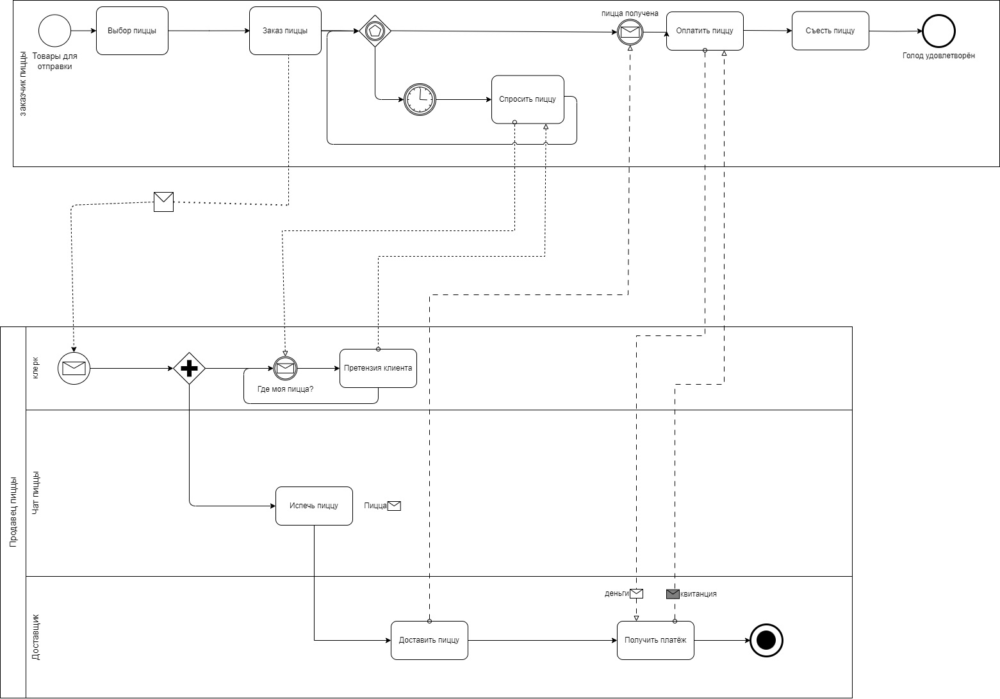 заказчик пиццы
Товары для
отправки
Выбор пиццы
Заказ пиццы
пицца получена
Оплатить пиццу
Съесть пиццу
Голод удовлетворён
Спросить пиццу
Продавец пиццы
клерк
Где моя пицца?
Претензия клиента
Чат пиццы
Испечь пиццу
Пицца
Доставщик
деньги
квитанция
Доставить пиццу
Получить платёж